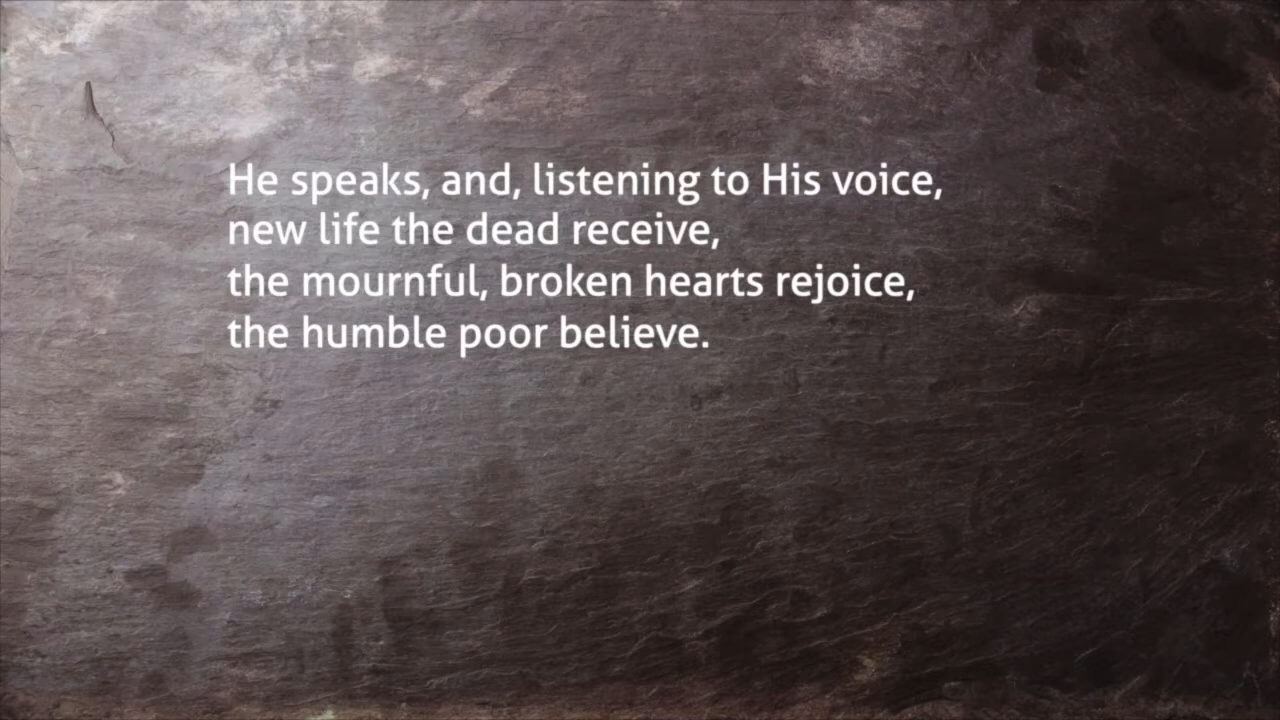 He speaks, and, listening to His voice,
new life the dead receive,
the mournful, broken hearts rejoice,
the humble poor believe.